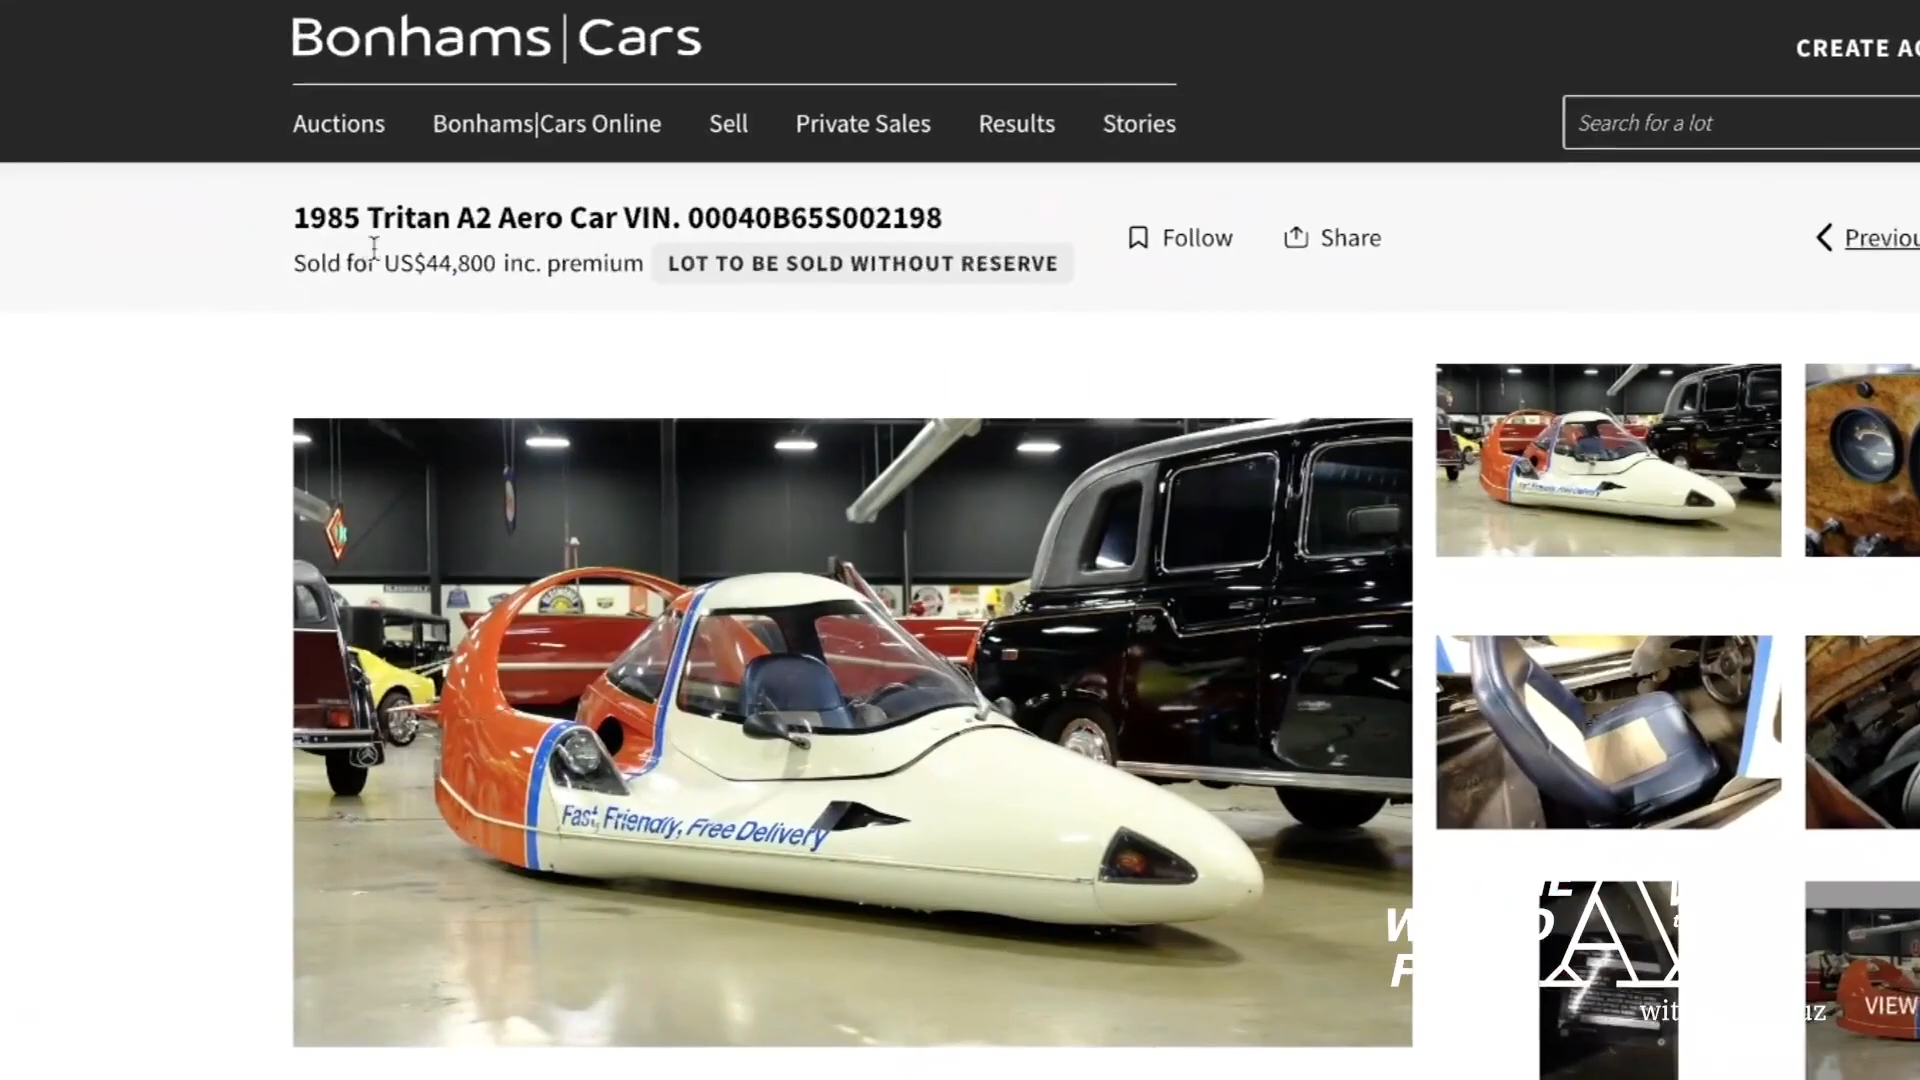 Bonhams|Cars
CREATE AC
Auctions
Bonhams|Cars Online
Sell
Private Sales
Results
Stories
Search for a lot
1985 Tritan A2 Aero Car VIN. 00040B65S002198
Sold for US$44,800 inc. premium
LOT TO BE SOLD WITHOUT RESERVE
Follow
Share
Previou
Fast, Friendly, Free Delivery
VIEW